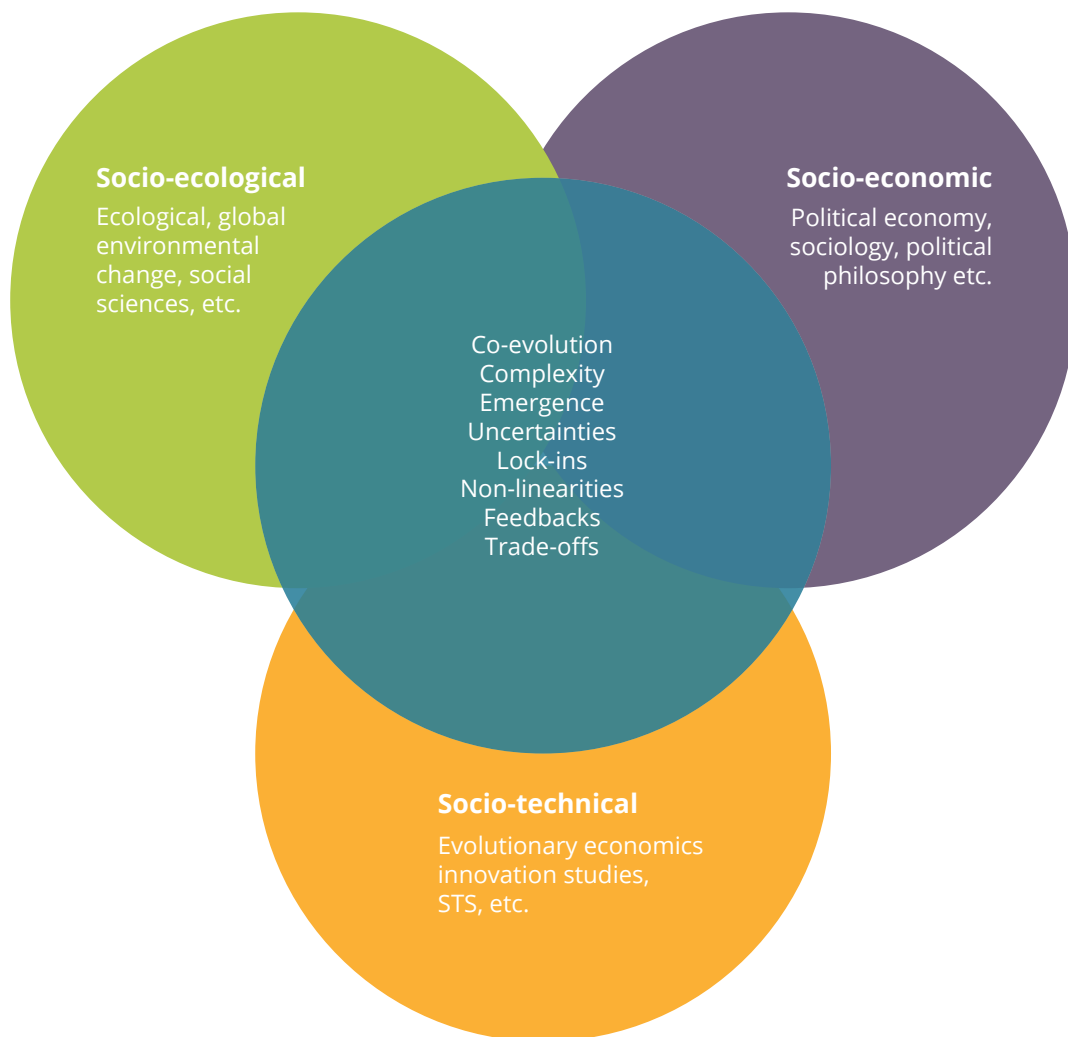 Socio-ecological
Ecological, global
environmental
change, social
sciences, etc.
Socio-economic
Political economy,
sociology, political
philosophy etc.
Co-evolution
Complexity
Emergence
Uncertainties
Lock-ins
Non-linearities
Feedbacks
Trade-offs
Socio-technical
Evolutionary economics
innovation studies,
STS, etc.